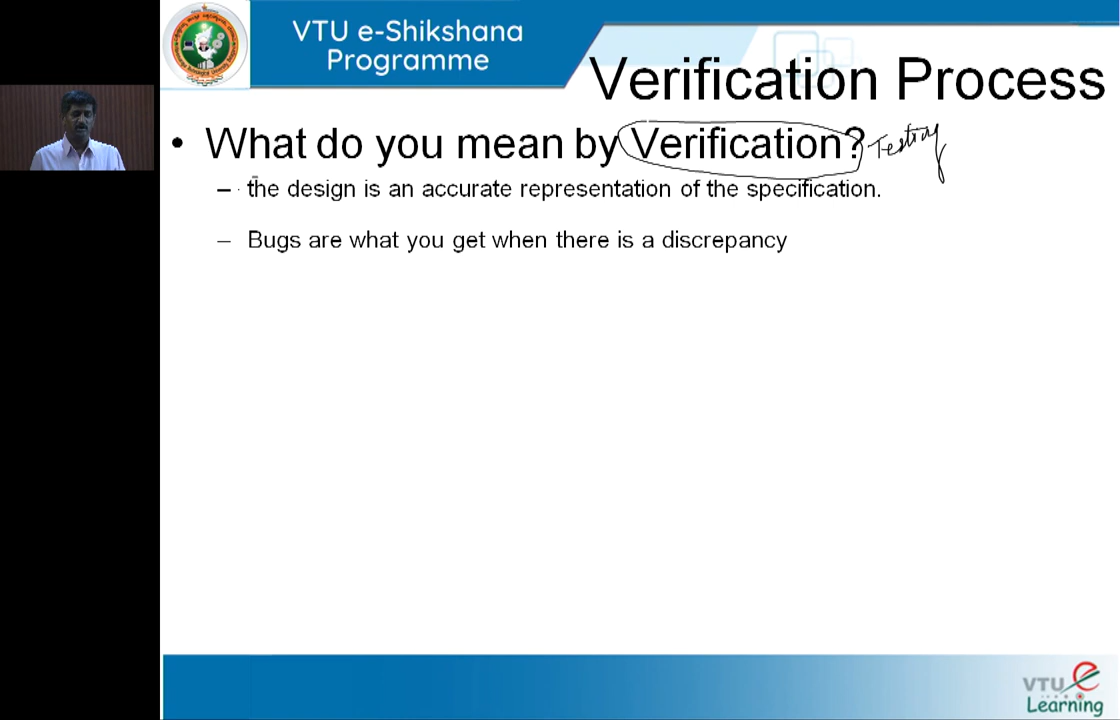 VTU e-Shikshana
Programme
Verification Process
• What do you mean by Verification? Testing
– the design is an accurate representation of the specification.
– Bugs are what you get when there is a discrepancy
VTU e
Learning